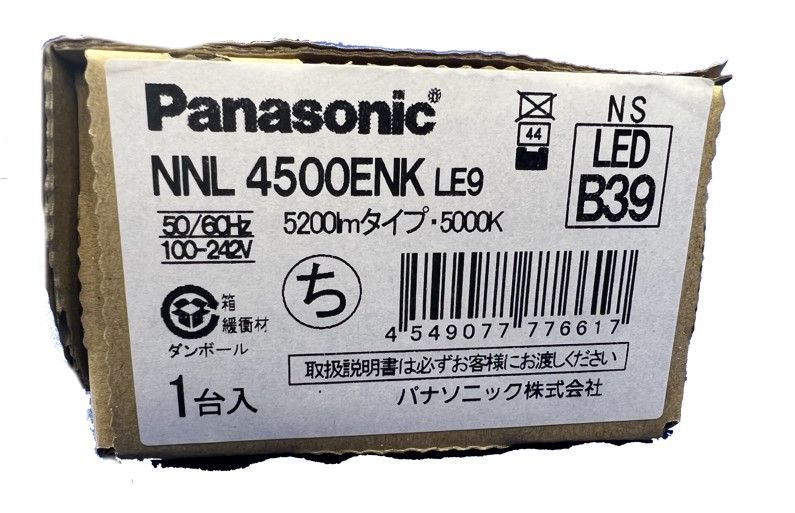 Panasonic
NNL 4500ENK LE9
50/60Hz
100-242V
5200lmタイプ・5000K
44
NS
LED
B39
箱
緩衝材
ダンボール
ち
4 549077 776617
取扱説明書は必ずお客様にお渡しください
1台入
パナソニック株式会社